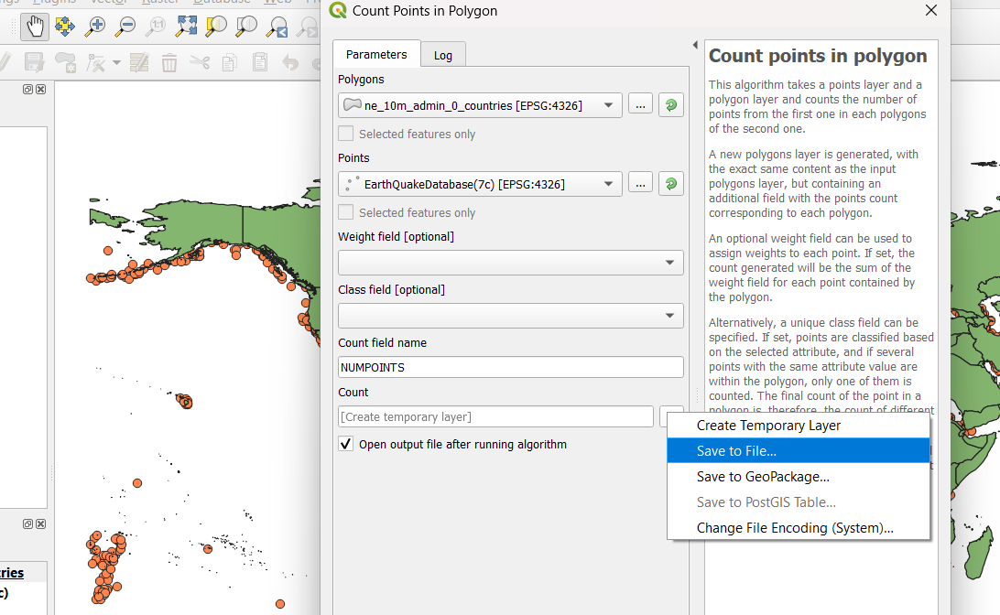 Plugins Vector Raster Database Web
Count Points in Polygon
1:1
Parameters
Log
Polygons
ne_10m_admin_0_countries [EPSG:4326]
...
Selected features only
Points
EarthQuakeDatabase(7c) [EPSG:4326]
...
Selected features only
Weight field [optional]
Class field [optional]
Count field name
NUMPOINTS
Count
[Create temporary layer]
Open output file after running algorithm
Count points in polygon
This algorithm takes a points layer and a
polygon layer and counts the number of
points from the first one in each polygons
of the second one.
A new polygons layer is generated, with
the exact same content as the input
polygons layer, but containing an
additional field with the points count
corresponding to each polygon.
An optional weight field can be used to
assign weights to each point. If set, the
count generated will be the sum of the
weight field for each point contained by
the polygon.
Alternatively, a unique class field can be
specified. If set, points are classified based
on the selected attribute, and if several
points with the same attribute value are
within the polygon, only one of them is
counted. The final count of the point in a
polygon is, therefore, the count of different
Create Temporary Layer
Save to File...
Save to GeoPackage...
Save to PostGIS Table...
Change File Encoding (System)...
ries
c)